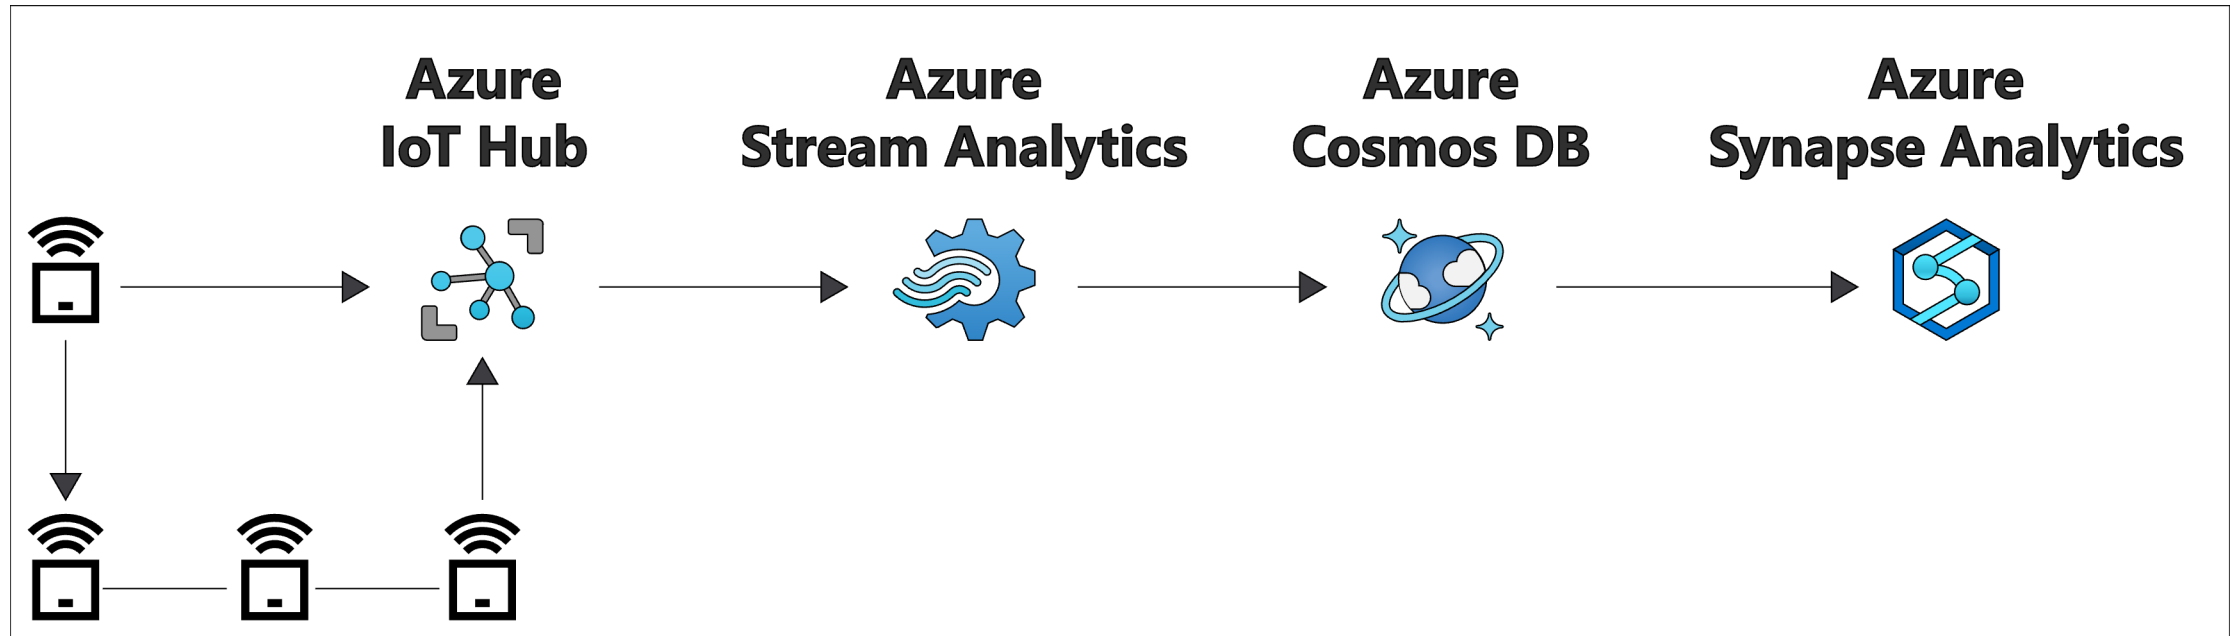 Azure
IoT Hub
Azure
Stream Analytics
Azure
Cosmos DB
Azure
Synapse Analytics